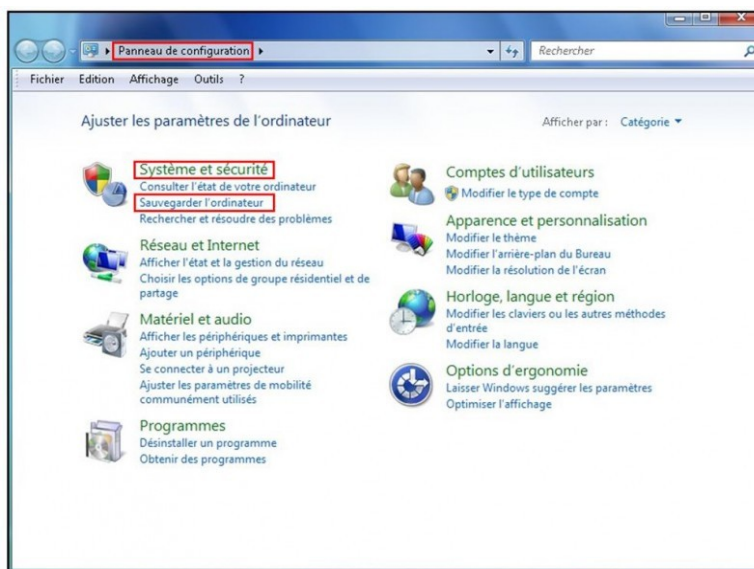 Panneau de configuration
Rechercher
Fichier Edition Affichage Outils ?
Ajuster les paramètres de l'ordinateur
Afficher par : Catégorie
Système et sécurité
Consulter l'état de votre ordinateur
Sauvegarder l'ordinateur
Rechercher et résoudre des problèmes
Réseau et Internet
Afficher l'état et la gestion du réseau
Choisir les options de groupe résidentiel et de
partage
Matériel et audio
Afficher les périphériques et imprimantes
Ajouter un périphérique
Se connecter à un projecteur
Ajuster les paramètres de mobilité
communément utilisés
Programmes
Désinstaller un programme
Obtenir des programmes
Comptes d'utilisateurs
Modifier le type de compte
Apparence et personnalisation
Modifier le thème
Modifier l'arrière-plan du Bureau
Modifier la résolution de l'écran
Horloge, langue et région
Modifier les claviers ou les autres méthodes
d'entrée
Modifier la langue
Options d'ergonomie
Laisser Windows suggérer les paramètres
Optimiser l'affichage